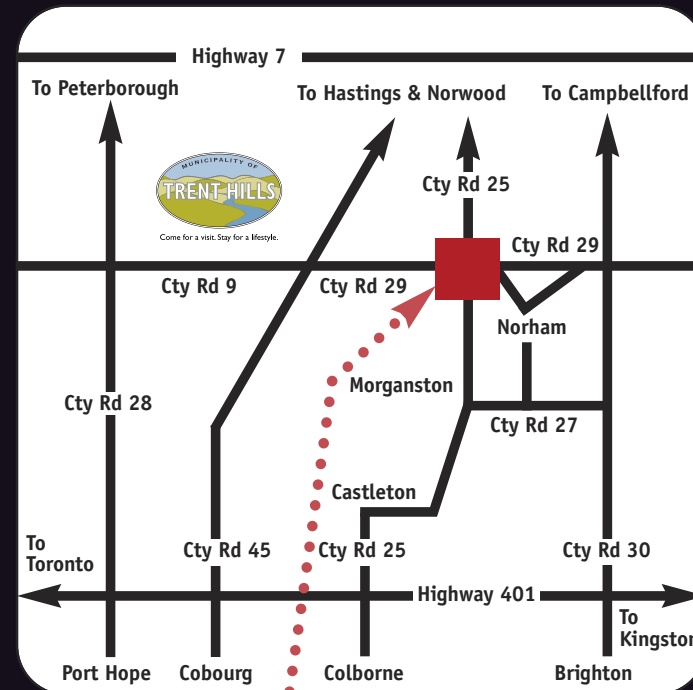 Highway 7
To Peterborough
To Hastings & Norwood
To Campbellford
MUNICIPALITY OF
TRENT HILLS
Come for a visit. Stay for a lifestyle.
Cty Rd 25
Cty Rd 29
Cty Rd 9
Cty Rd 29
Norham
Morganston
Cty Rd 28
Cty Rd 27
Castleton
To
Toronto
Cty Rd 45
Cty Rd 25
Cty Rd 30
Highway 401
To
Kingston
Port Hope
Cobourg
Colborne
Brighton